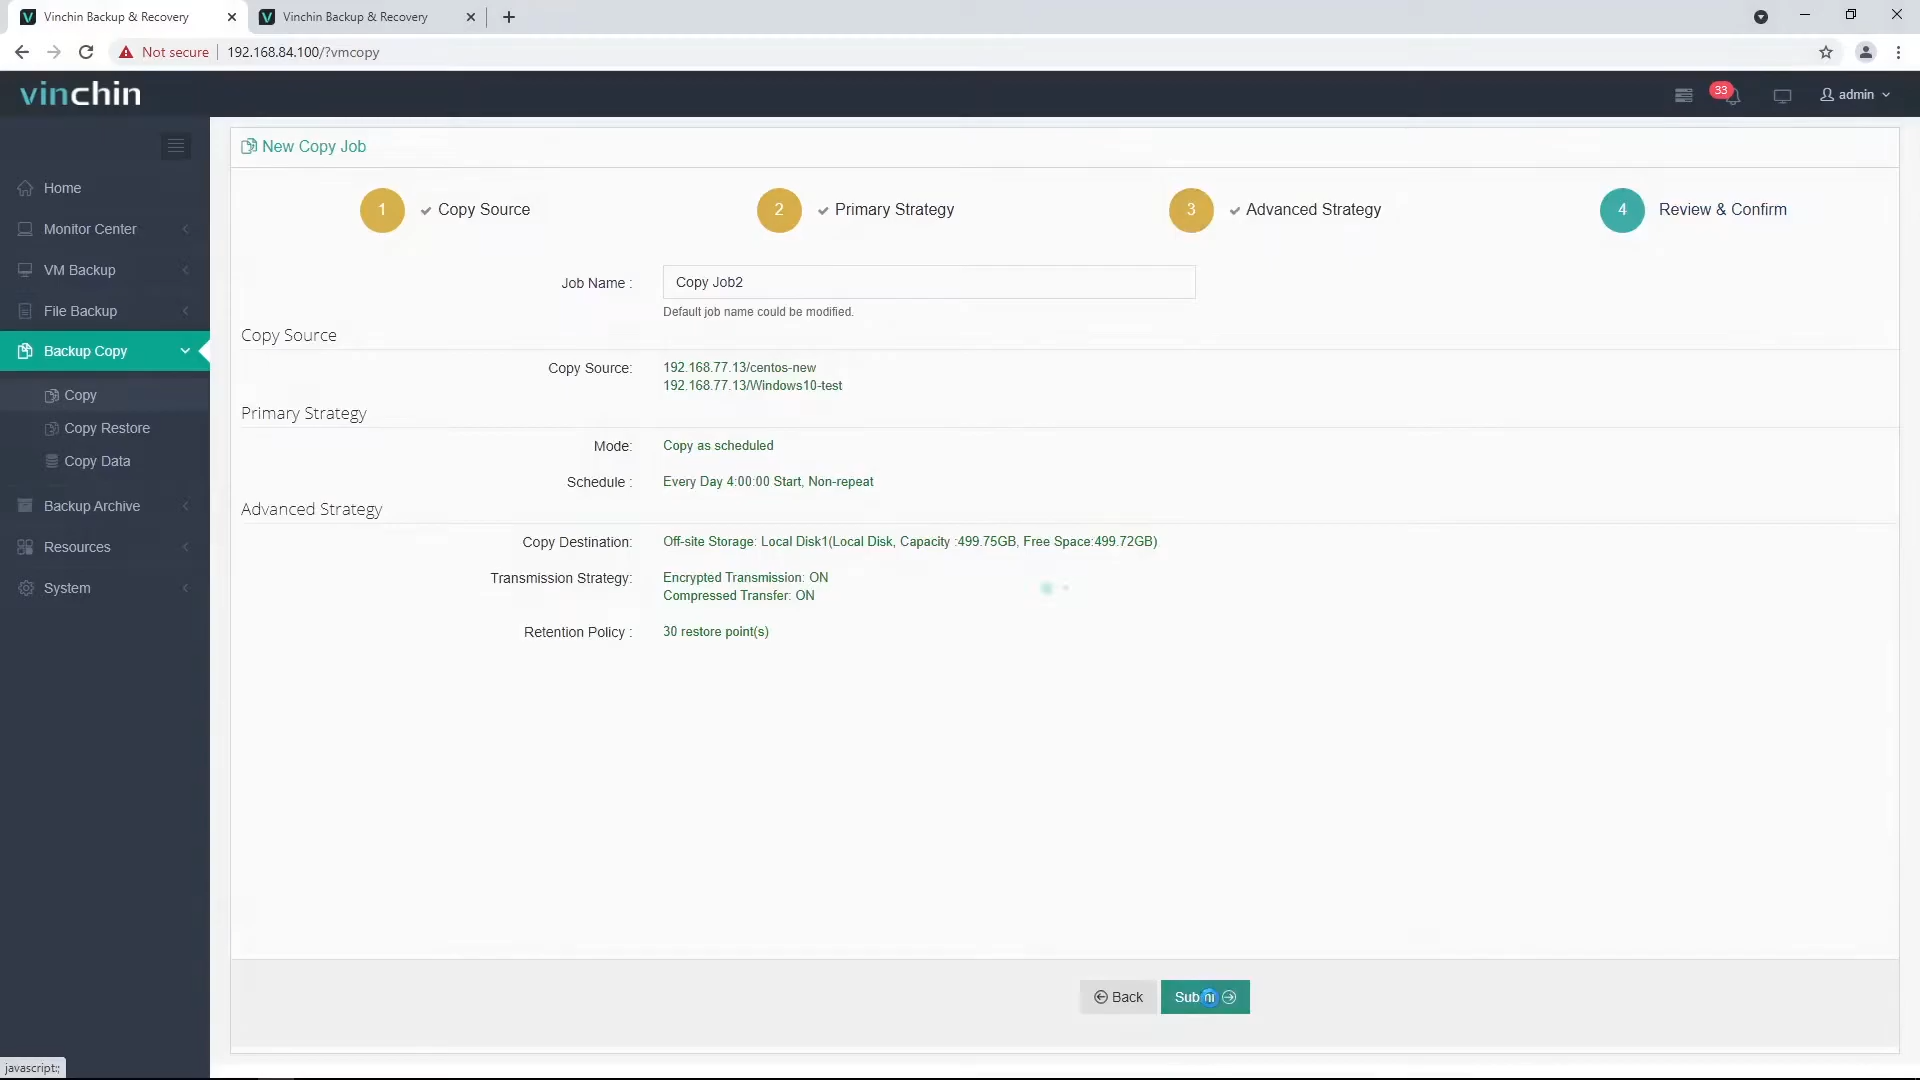 Vinchin Backup & Recovery
Vinchin Backup & Recovery
Not secure
192.168.84.100/?vmcopy
vinchin
33
admin
New Copy Job
1 Copy Source
2 Primary Strategy
3 Advanced Strategy
4 Review & Confirm
Home
Monitor Center
VM Backup
File Backup
Backup Copy
Copy
Copy Restore
Copy Data
Backup Archive
Resources
System
Job Name :
Copy Job2
Default job name could be modified.
Copy Source
Copy Source:
192.168.77.13/centos-new
192.168.77.13/Windows10-test
Primary Strategy
Mode:
Copy as scheduled
Schedule :
Every Day 4:00:00 Start, Non-repeat
Advanced Strategy
Copy Destination:
Off-site Storage: Local Disk1(Local Disk, Capacity :499.75GB, Free Space:499.72GB)
Transmission Strategy:
Encrypted Transmission: ON
Compressed Transfer: ON
Retention Policy :
30 restore point(s)
Back
Submi
javascript:;